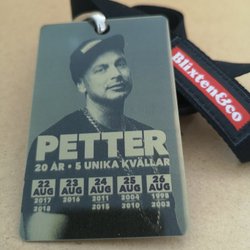 Blixten&co
PETTER
20 ÅR • 5 UNIKA KVÄLLAR
22 23 24 25 26
AUG AUG AUG AUG AUG
2017 2016 2011 2004 1998
2013 2015 2010 2003